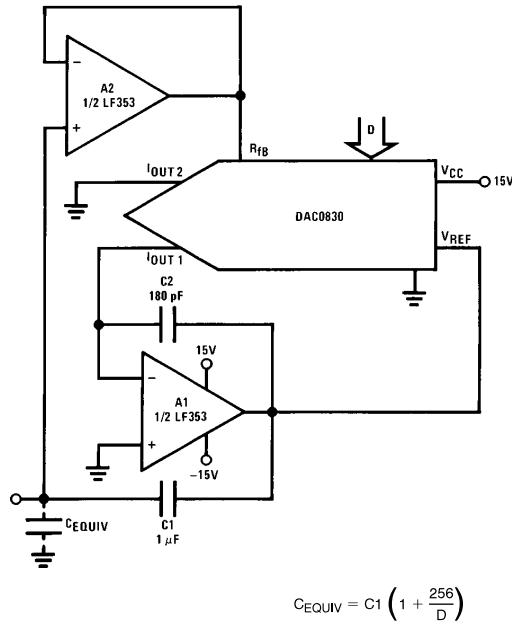 −
A2
1/2 LF353
+
D
RfB
IOUT 2
VCC
15V
DAC0830
VREF
IOUT 1
C2
180 pF
15V
−
A1
1/2 LF353
+
−15V
CEQUIV
C1
1 μF
CEQUIV = C1 (1 + 256/D)